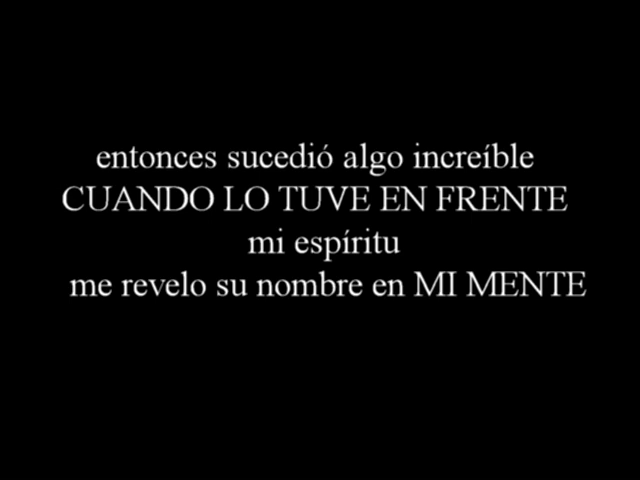 entonces sucedió algo increíble
CUANDO LO TUVE EN FRENTE
mi espíritu
me revelo su nombre en MI MENTE